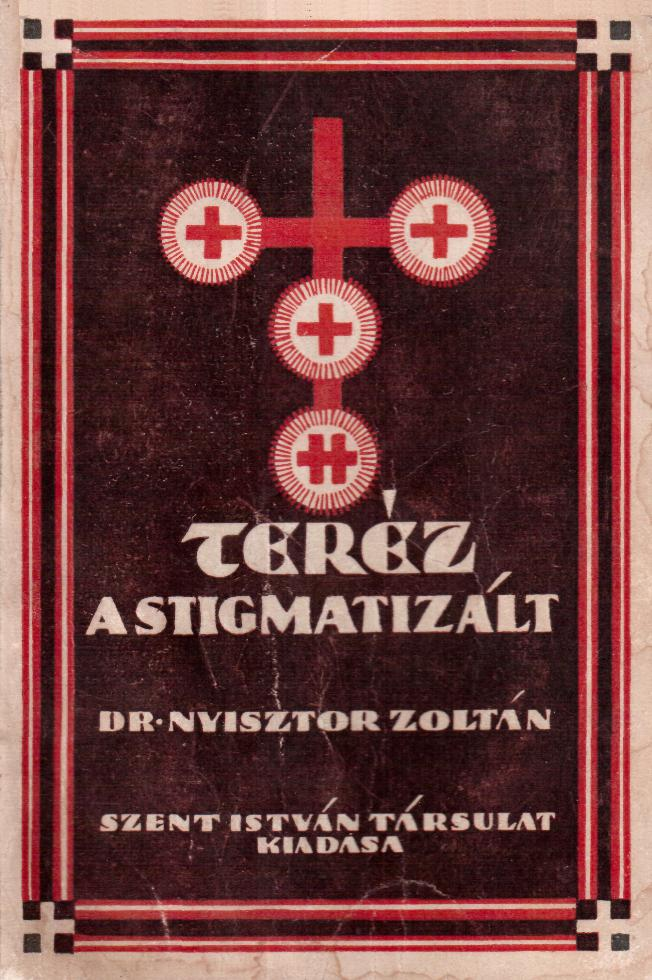 TERÉZ
A STIGMATIZÁLT
DR·NYISZTOR ZOLTÁN
SZENT ISTVÁN TÁRSULAT
KIADÁSA